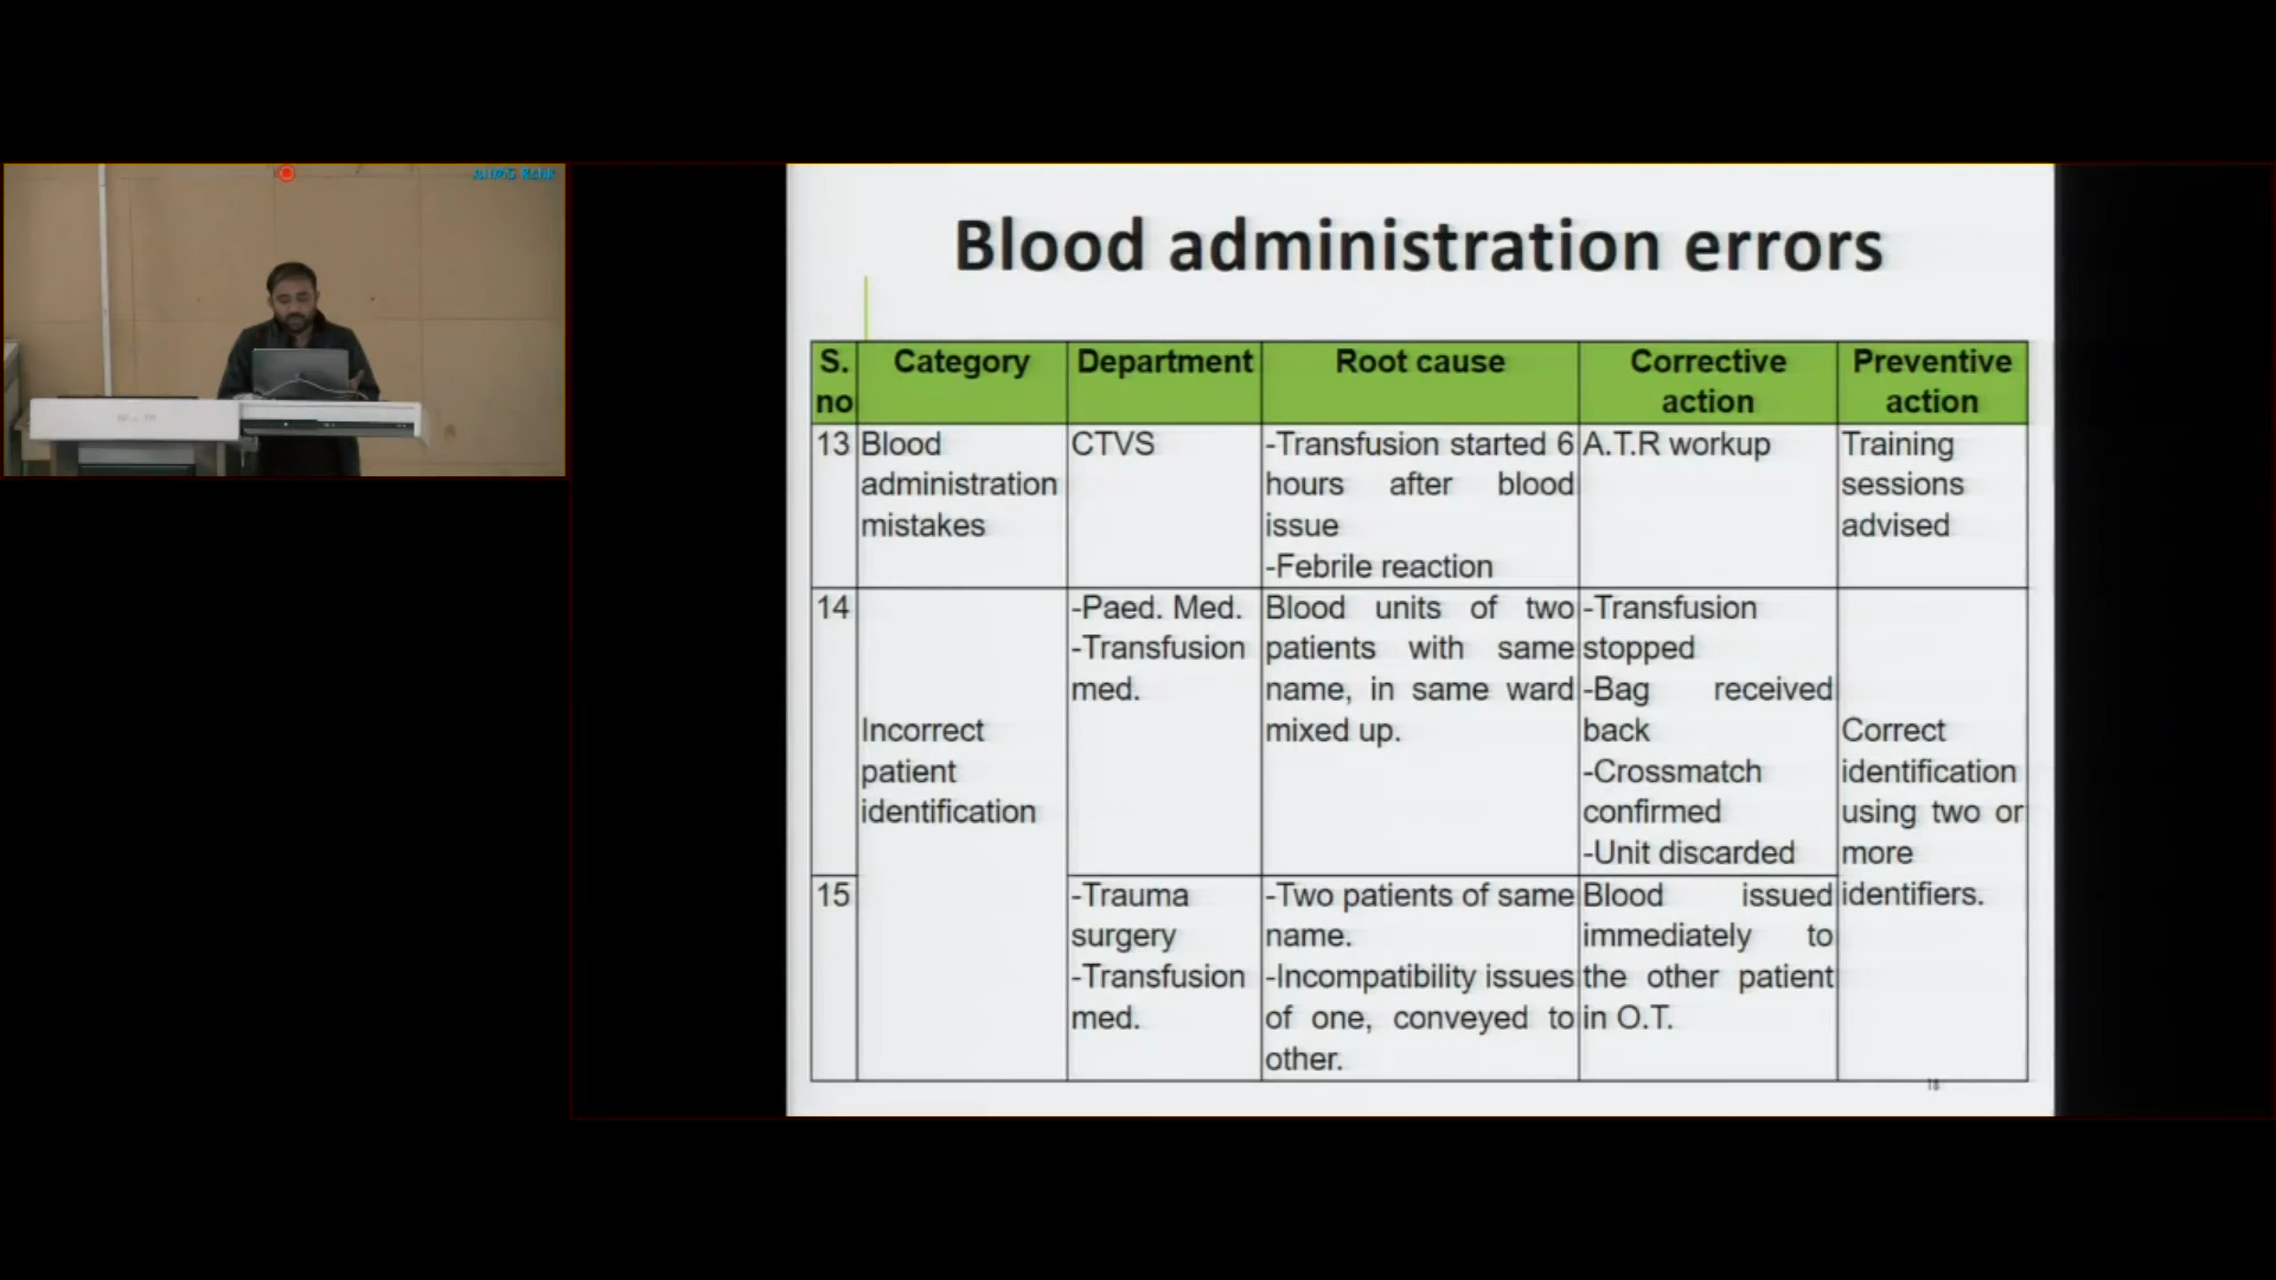 AIIMS Rktik
Blood administration errors
S. no | Category | Department | Root cause | Corrective action | Preventive action
13 | Blood administration mistakes | CTVS | -Transfusion started 6 hours after blood issue -Febrile reaction | A.T.R workup | Training sessions advised
14 | Incorrect patient identification | -Paed. Med. -Transfusion med. | Blood units of two patients with same name, in same ward mixed up. | -Transfusion stopped -Bag received back -Crossmatch confirmed -Unit discarded | Correct identification using two or more identifiers.
15 | -Trauma surgery -Transfusion med. | -Two patients of same name. -Incompatibility issues of one, conveyed to other. | Blood issued immediately to the other patient in O.T.
18